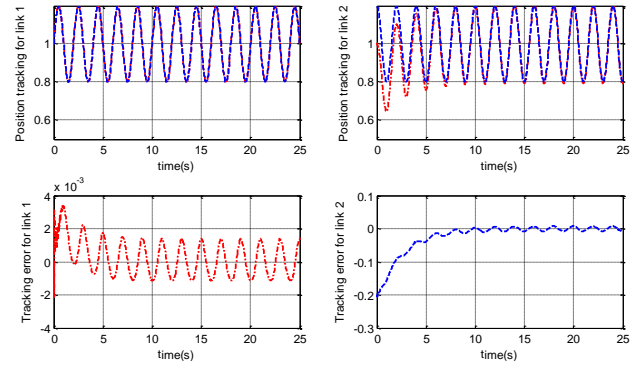 Position tracking for link 1
1
0.8
0.6
0 5 10 15 20 25
time(s)
Position tracking for link 2
1
0.8
0.6
0 5 10 15 20 25
time(s)
x 10-3
Tracking error for link 1
4
2
0
-2
-4
0 5 10 15 20 25
time(s)
Tracking error for link 2
0.1
0
-0.1
-0.2
-0.3
0 5 10 15 20 25
time(s)